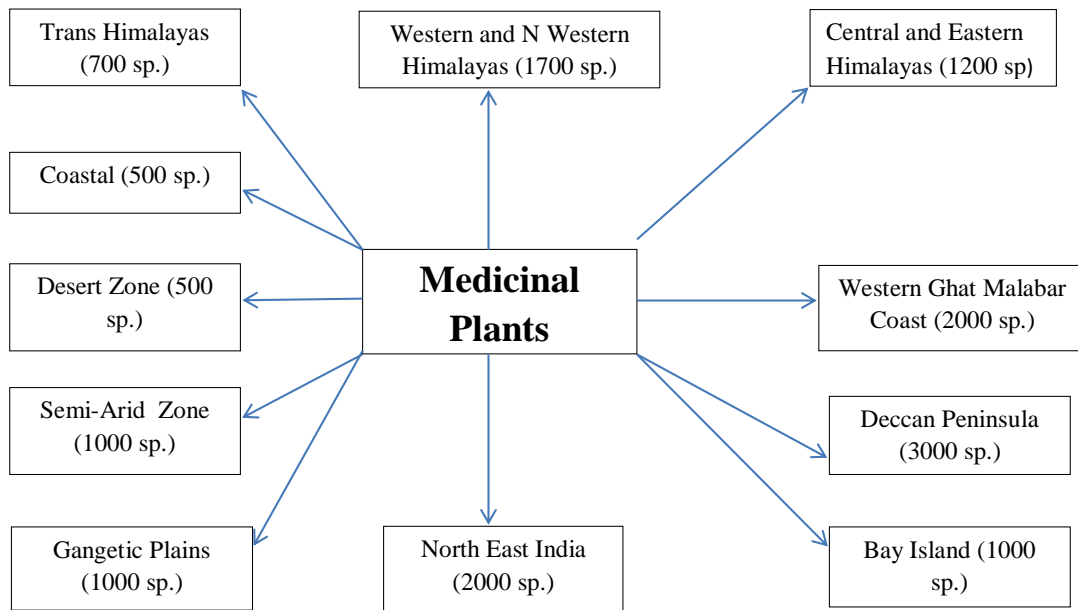 Trans Himalayas
(700 sp.)
Western and N Western
Himalayas (1700 sp.)
Central and Eastern
Himalayas (1200 sp)
Coastal (500 sp.)
Medicinal
Plants
Desert Zone (500
sp.)
Western Ghat Malabar
Coast (2000 sp.)
Semi-Arid Zone
(1000 sp.)
Deccan Peninsula
(3000 sp.)
Gangetic Plains
(1000 sp.)
North East India
(2000 sp.)
Bay Island (1000
sp.)